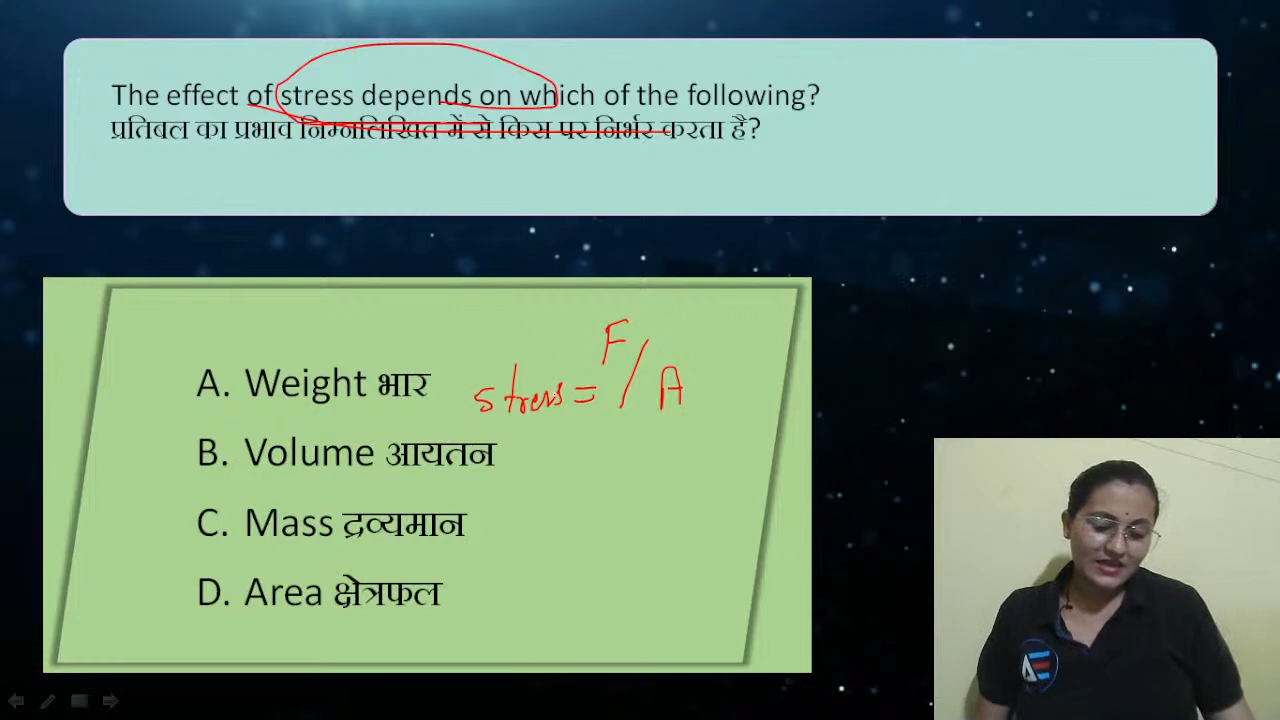 The effect of stress depends on which of the following?
प्रतिबल का प्रभाव निम्नलिखित में से किस पर निर्भर करता है?
A. Weight भार
stress = F/A
B. Volume आयतन
C. Mass द्रव्यमान
D. Area क्षेत्रफल